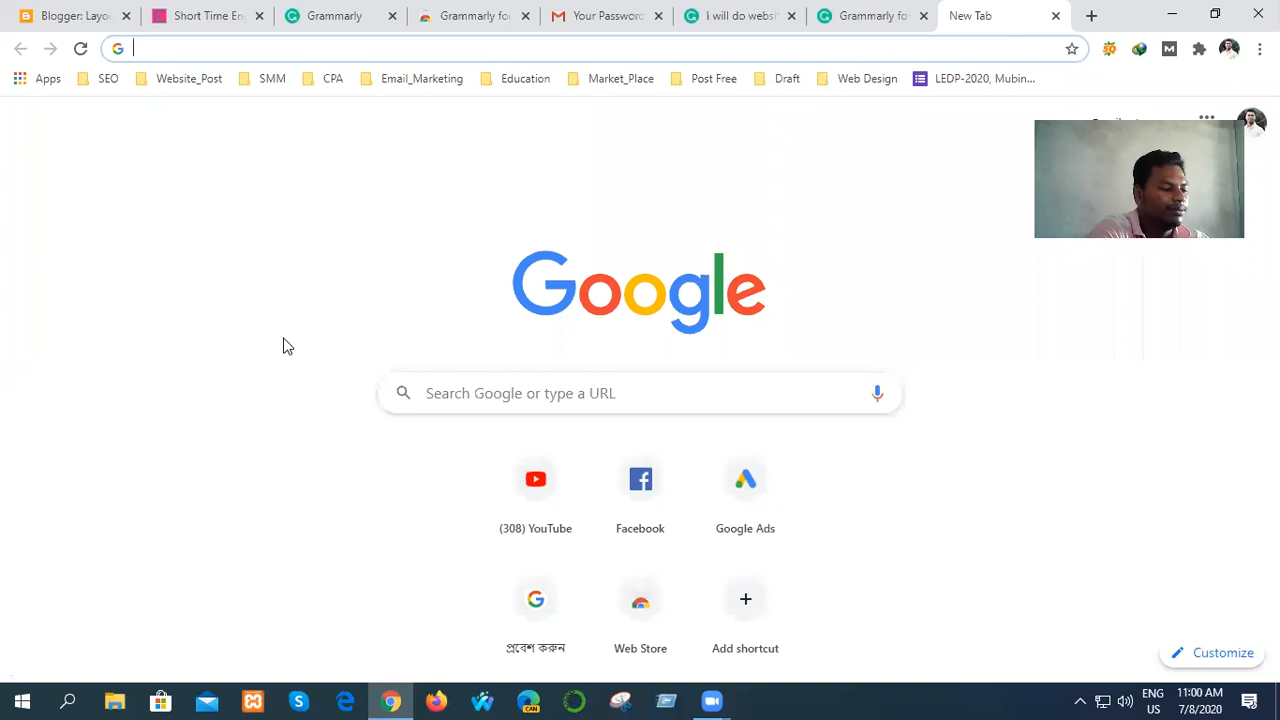 Blogger: Layo
Short Time En
Grammarly
Grammarly fo
Your Password
I will do websi
Grammarly fo
New Tab
Apps
SEO
Website_Post
SMM
CPA
Email_Marketing
Education
Market_Place
Post Free
Draft
Web Design
LEDP-2020, Mubin...
Google
Search Google or type a URL
(308) YouTube
Facebook
Google Ads
প্রবেশ করুন
Web Store
Add shortcut
Customize
CAN
ENG
US
11:00 AM
7/8/2020